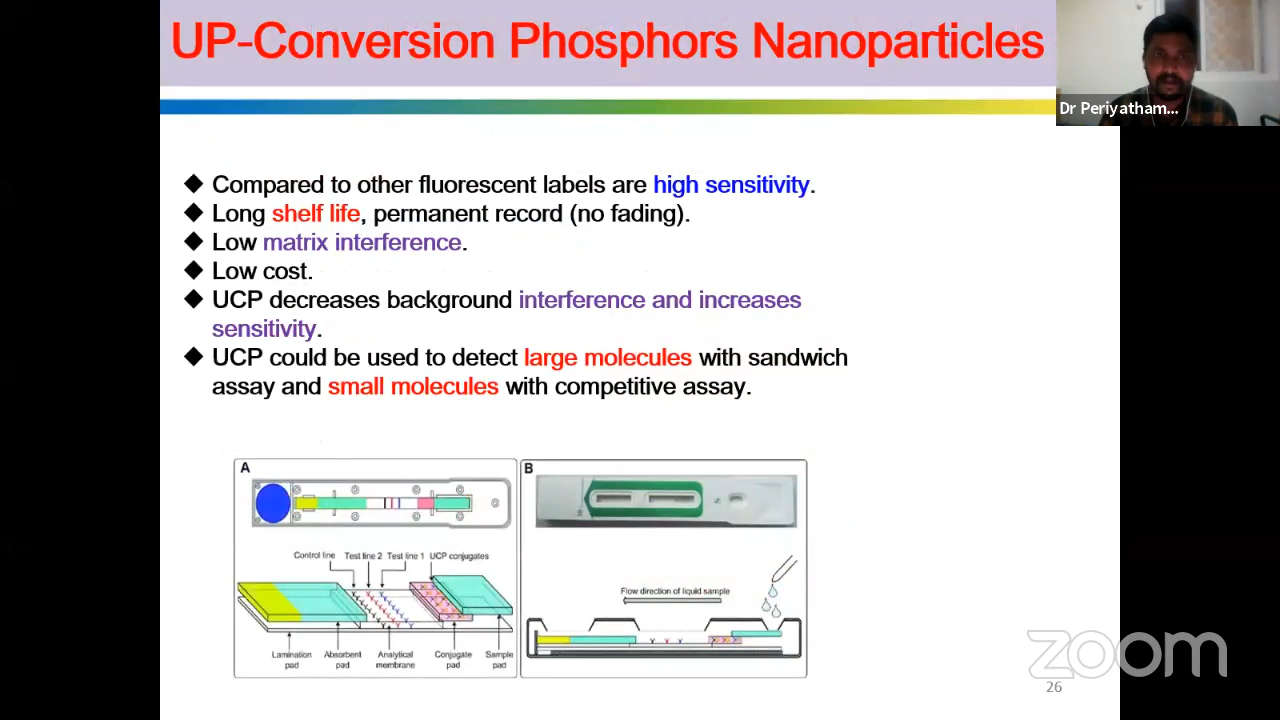 UP-Conversion Phosphors Nanoparticles
Dr Periyatham...
Compared to other fluorescent labels are high sensitivity.
Long shelf life, permanent record (no fading).
Low matrix interference.
Low cost.
UCP decreases background interference and increases
sensitivity.
UCP could be used to detect large molecules with sandwich
assay and small molecules with competitive assay.
A
Control line Test line 2 Test line 1 UCP conjugates
Lamination pad
Absorbent pad
Analytical membrane
Conjugate pad
Sample pad
B
S
Flow direction of liquid sample
zoom
26